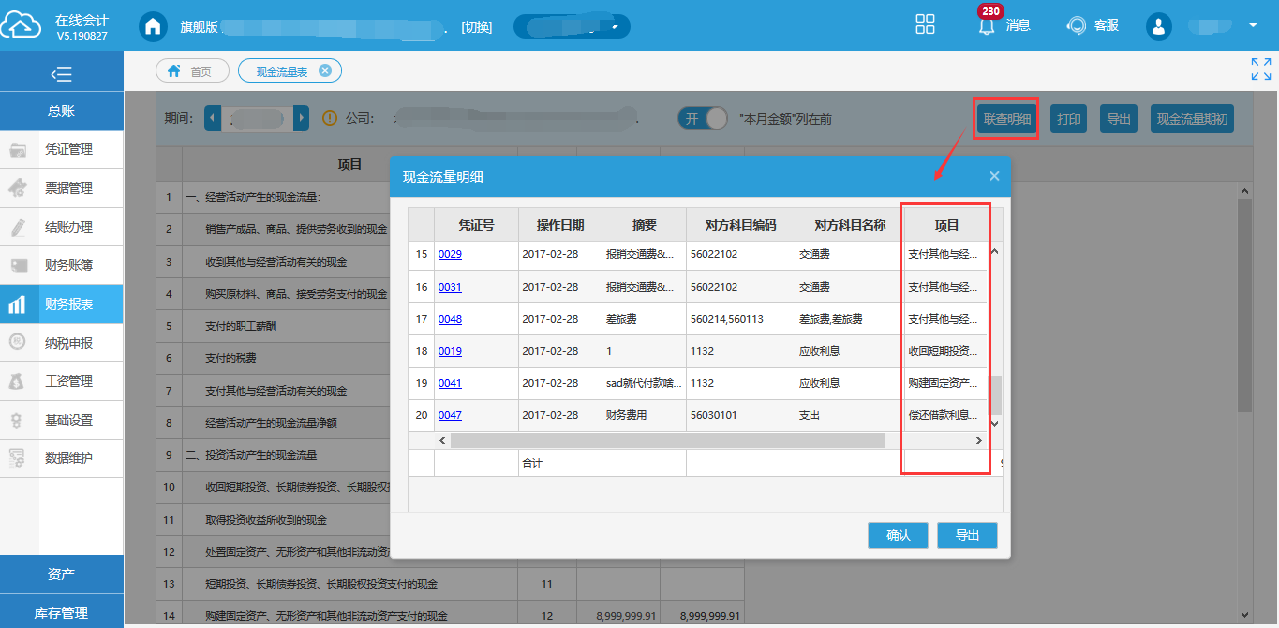 在线会计
V5.190827
旗舰版
[切换]
230
消息
客服
首页
现金流量表
总账
凭证管理
票据管理
结账办理
财务账簿
财务报表
纳税申报
税
工资管理
基础设置
数据维护
资产
库存管理
期间:
公司:
开
"本月金额"列在前
联查明细
打印
导出
现金流量期初
项目
1 一、经营活动产生的现金流量:
2 销售产成品、商品、提供劳务收到的现金
3 收到其他与经营活动有关的现金
4 购买原材料、商品、接受劳务支付的现金
5 支付的职工薪酬
6 支付的税费
7 支付其他与经营活动有关的现金
8 经营活动产生的现金流量净额
9 二、投资活动产生的现金流量
10 收回短期投资、长期债券投资、长期股权
11 取得投资收益所收到的现金
12 处置固定资产、无形资产和其他非流动资产
13 短期投资、长期债券投资、长期股权投资支付的现金 11
14 购建固定资产、无形资产和其他非流动资产支付的现金 12 8,999,999.91 8,999,999.91
现金流量明细
凭证号 操作日期 摘要 对方科目编码 对方科目名称 项目
15 0029 2017-02-28 报销交通费&... 56022102 交通费 支付其他与经...
16 0031 2017-02-28 报销交通费&... 56022102 交通费 支付其他与经...
17 0048 2017-02-28 差旅费 560214,560113 差旅费,差旅费 支付其他与经...
18 0019 2017-02-28 1 1132 应收利息 收回短期投资...
19 0041 2017-02-28 sad就代付款啥... 1132 应收利息 购建固定资产...
20 0047 2017-02-28 财务费用 56030101 支出 偿还借款利息...
合计
确认
导出